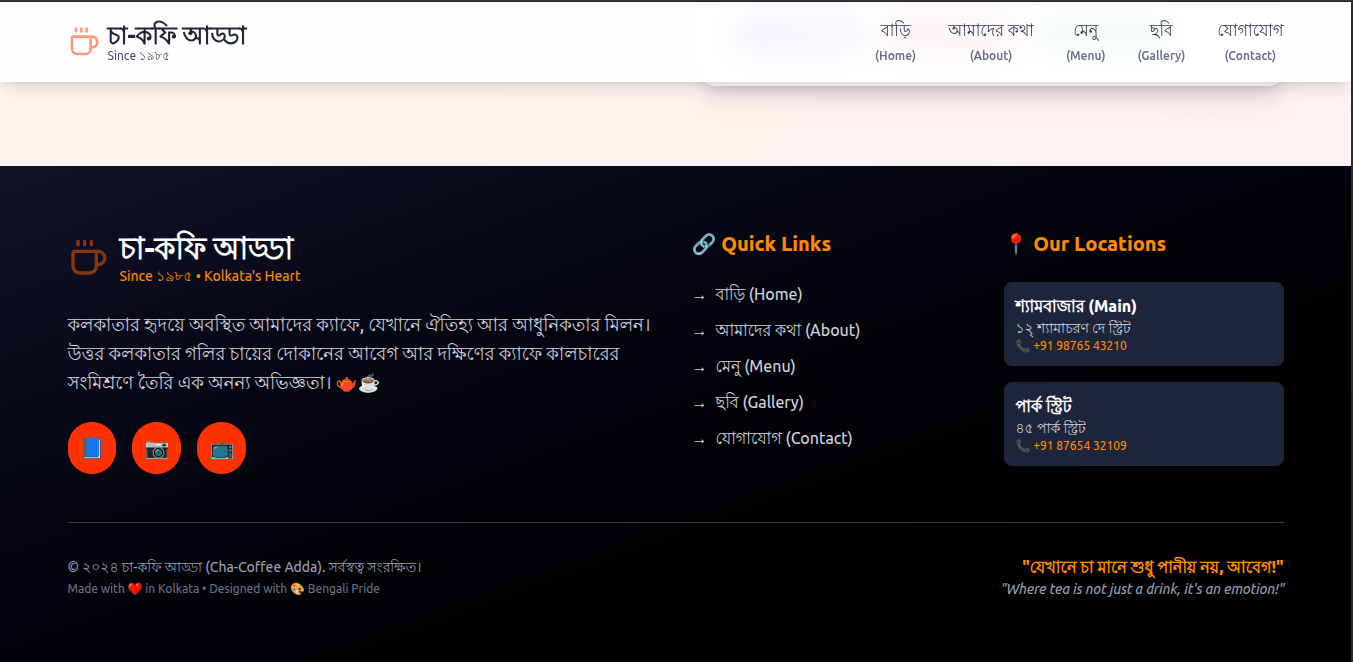 চা-কফি আড্ডা
Since ১৯৮৫
বাড়ি
(Home)
আমাদের কথা
(About)
মেনু
(Menu)
ছবি
(Gallery)
যোগাযোগ
(Contact)
চা-কফি আড্ডা
Since ১৯৮৫ • Kolkata's Heart
কলকাতার হৃদয়ে অবস্থিত আমাদের ক্যাফে, যেখানে ঐতিহ্য আর আধুনিকতার মিলন।
উত্তর কলকাতার গলির চায়ের দোকানের আবেগ আর দক্ষিণের ক্যাফে কালচারের
সংমিশ্রণে তৈরি এক অনন্য অভিজ্ঞতা। 🫖☕
🔗 Quick Links
→ বাড়ি (Home)
→ আমাদের কথা (About)
→ মেনু (Menu)
→ ছবি (Gallery)
→ যোগাযোগ (Contact)
📍 Our Locations
শ্যামবাজার (Main)
১২ শ্যামাচরণ দে স্ট্রিট
📞 +91 98765 43210
পার্ক স্ট্রিট
৪৫ পার্ক স্ট্রিট
📞 +91 87654 32109
© ২০২৪ চা-কফি আড্ডা (Cha-Coffee Adda). সর্বস্বত্ব সংরক্ষিত।
Made with ❤️ in Kolkata • Designed with 🎨 Bengali Pride
"যেখানে চা মানে শুধু পানীয় নয়, আবেগ!"
"Where tea is not just a drink, it's an emotion!"